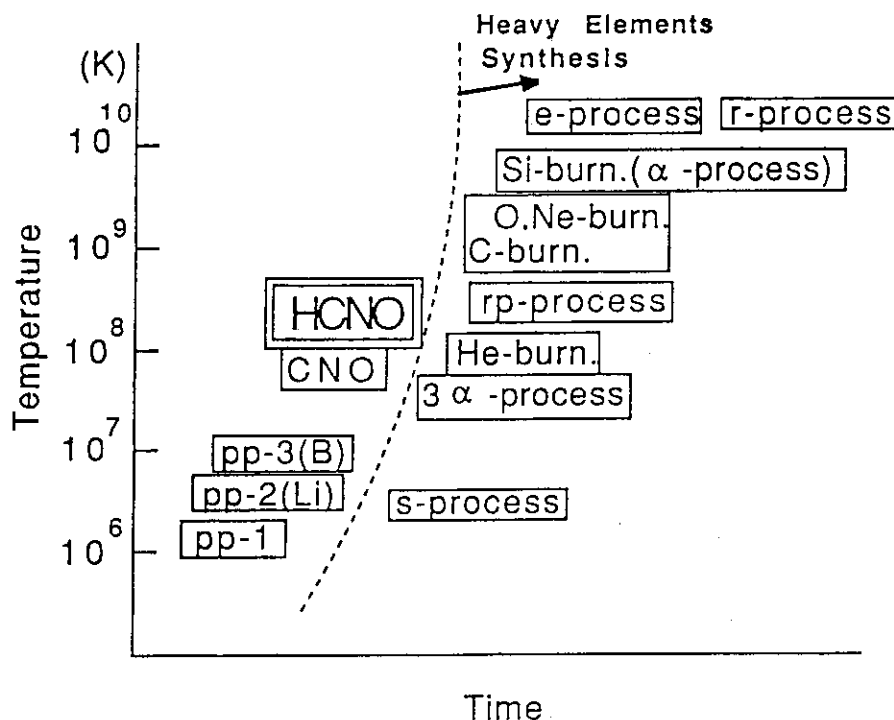 Heavy Elements
Synthesis
(K)
10^10
10^9
10^8
10^7
10^6
Temperature
Time
e-process
r-process
Si-burn.(α-process)
O.Ne-burn.
C-burn.
rp-process
HCNO
CNO
He-burn.
3α-process
pp-3(B)
pp-2(Li)
pp-1
s-process